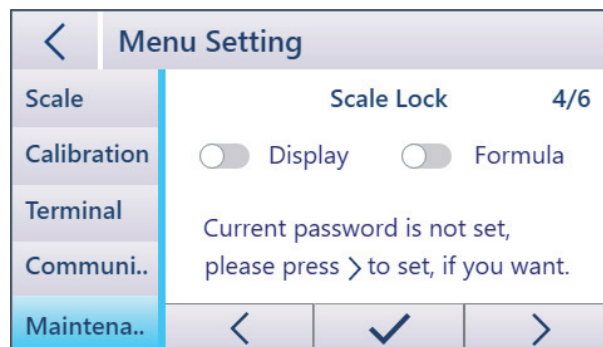 Menu Setting
Scale
Calibration
Terminal
Communi..
Maintena..
Scale Lock 4/6
Display Formula
Current password is not set,
please press > to set, if you want.